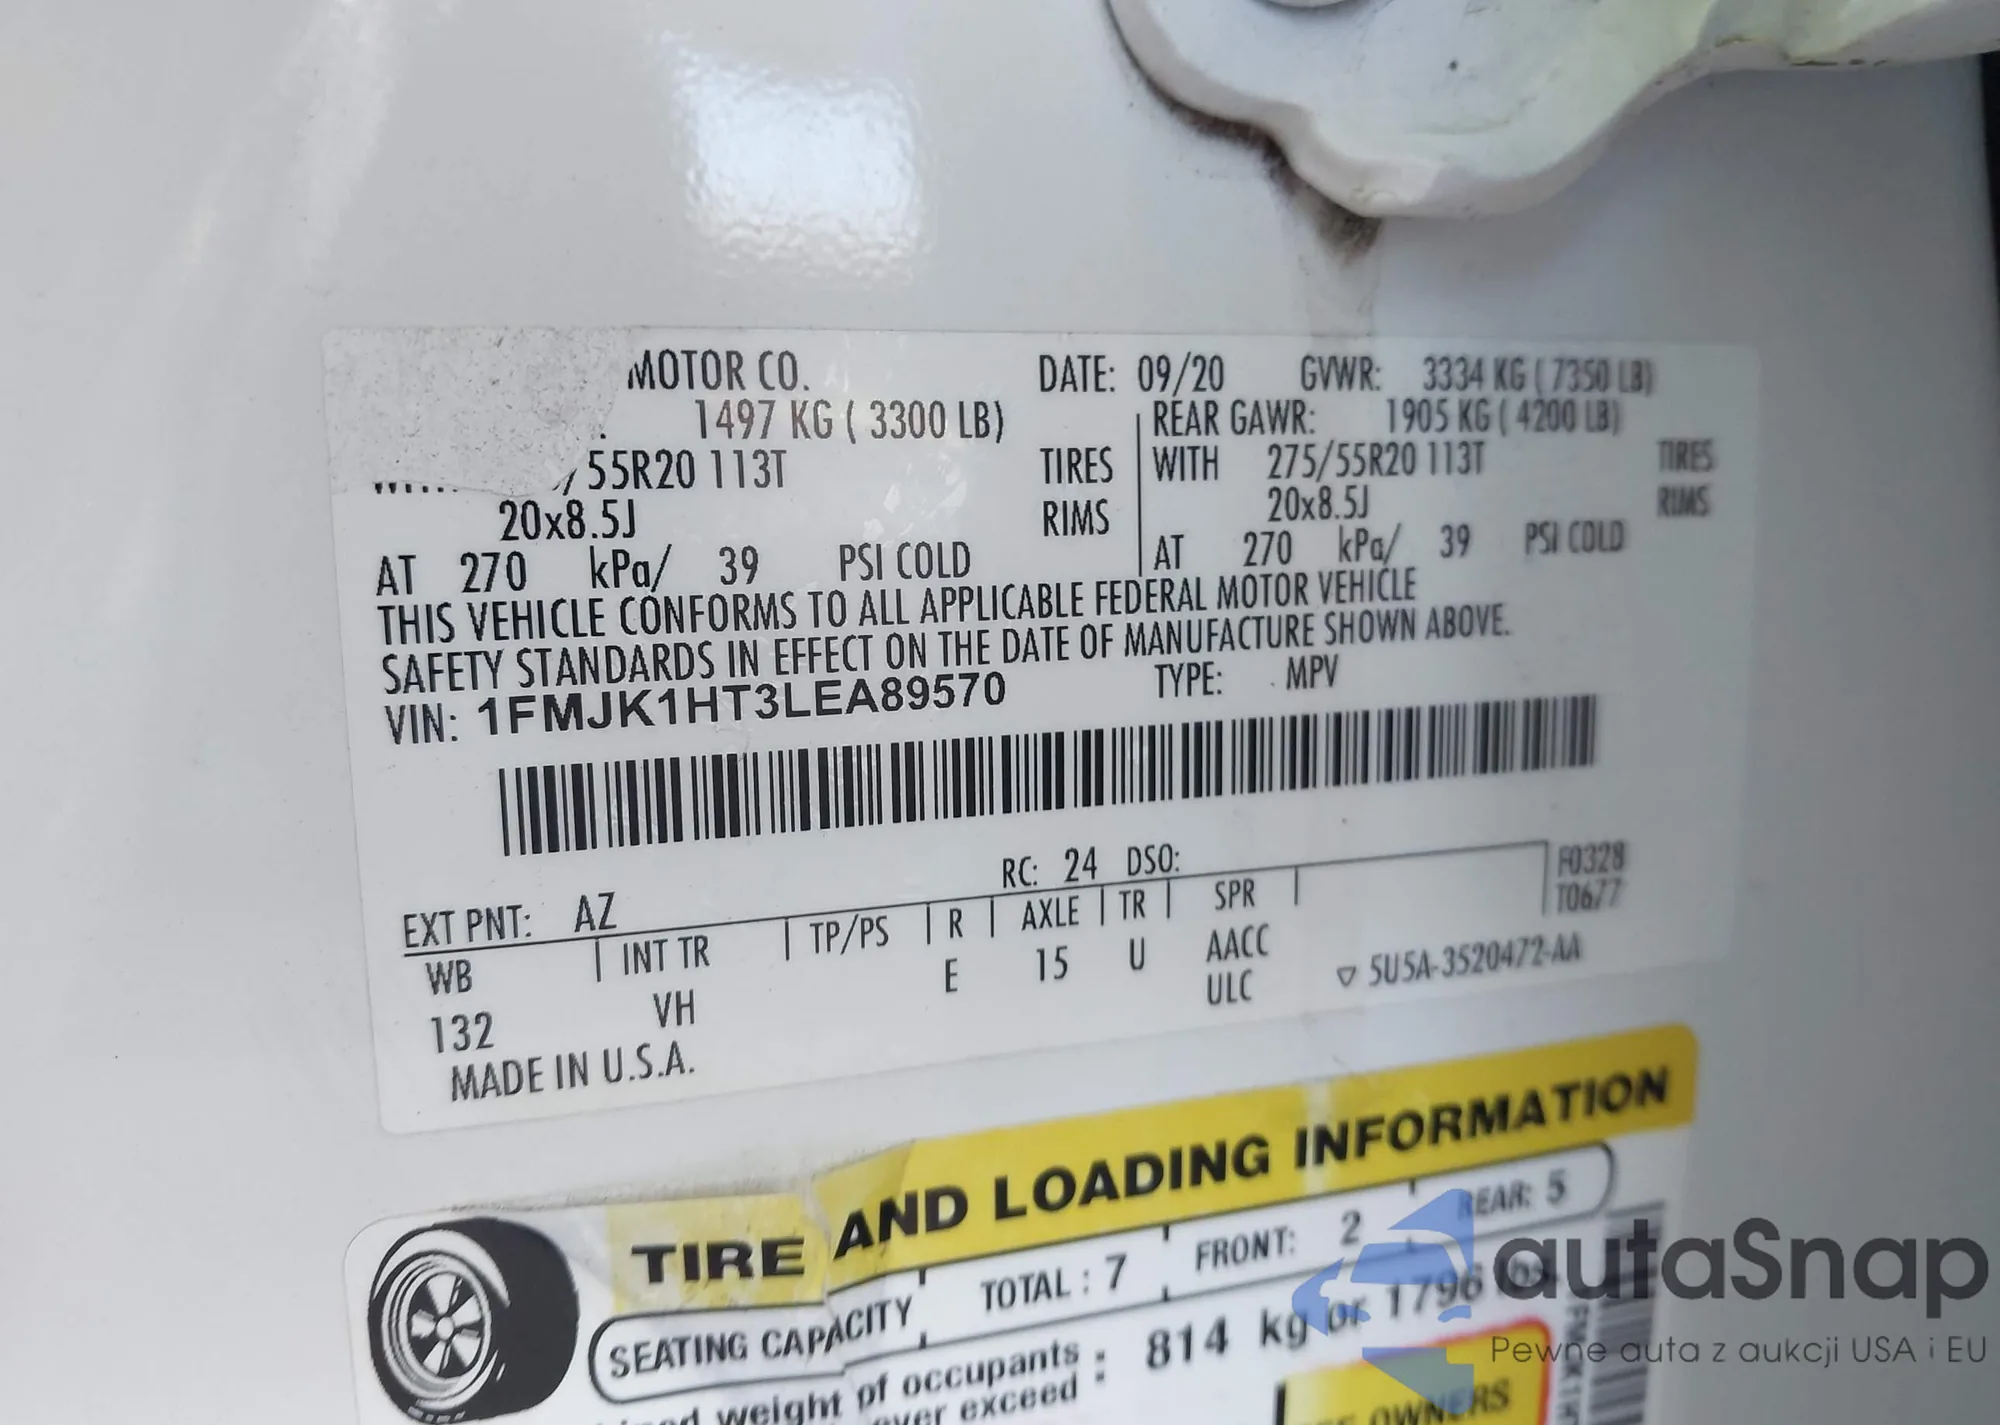 MOTOR CO. DATE: 09/20 GVWR: 3334 KG ( 7350 LB)
1497 KG ( 3300 LB) REAR GAWR: 1905 KG ( 4200 LB)
/55R20 113T TIRES WITH 275/55R20 113T TIRES
20x8.5J RIMS 20x8.5J RIMS
AT 270 kPa/ 39 PSI COLD AT 270 kPa/ 39 PSI COLD
THIS VEHICLE CONFORMS TO ALL APPLICABLE FEDERAL MOTOR VEHICLE
SAFETY STANDARDS IN EFFECT ON THE DATE OF MANUFACTURE SHOWN ABOVE.
VIN: 1FMJK1HT3LEA89570 TYPE: MPV
EXT PNT: AZ RC: 24 DSO: F0328
T0677
WB INT TR TP/PS R AXLE TR SPR
132 VH E 15 U AACC
ULC ▽ 5U5A-3520472-AA
MADE IN U.S.A.
TIRE AND LOADING INFORMATION
SEATING CAPACITY TOTAL : 7 FRONT: 2 REAR: 5
weight of occupants : 814 kg or 1796 lbs.
exceed
OWNERS
autaSnap
Pewne auta z aukcji USA i EU